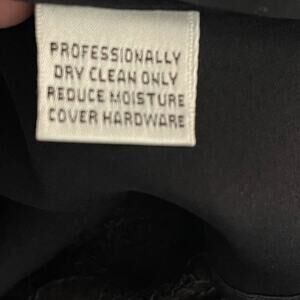 PROFESSIONALLY
DRY CLEAN ONLY
REDUCE MOISTURE
COVER HARDWARE